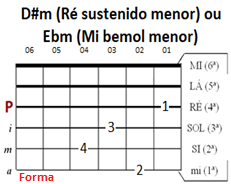 D#m (Ré sustenido menor) ou
Ebm (Mi bemol menor)
06 05 04 03 02 01
MI (6ª)
LÁ (5ª)
P 1 RÉ (4ª)
i 3 SOL (3ª)
m 4 SI (2ª)
a 2 mi (1ª)
Forma